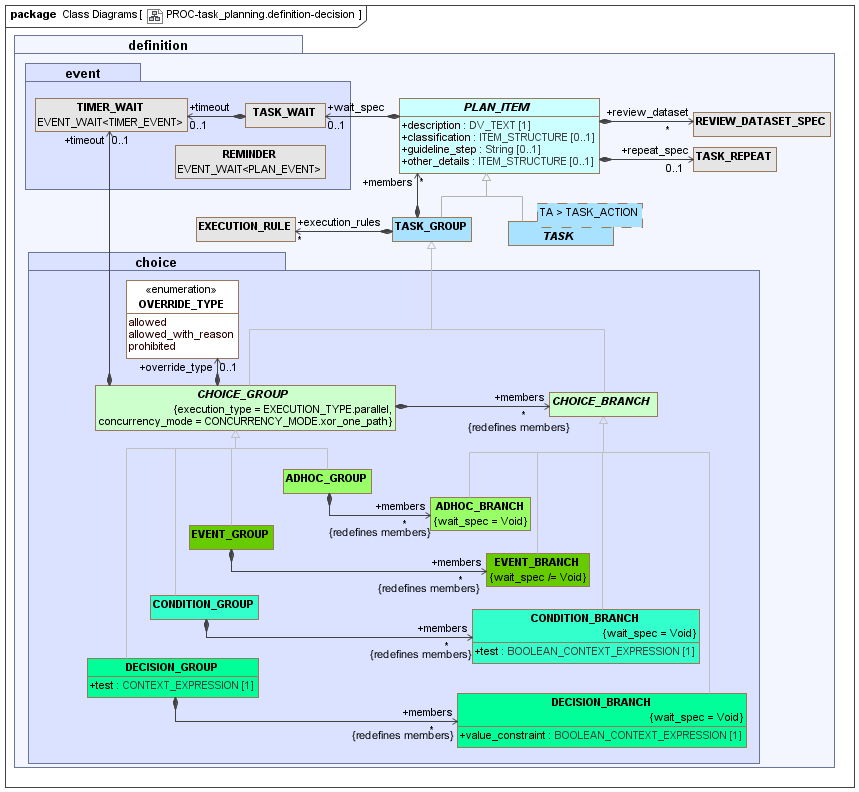 package Class Diagrams [ PROC-task_planning.definition-decision ]
definition
event
TIMER_WAIT
EVENT_WAIT<TIMER_EVENT>
+timeout
0..1
TASK_WAIT
+wait_spec
0..1
PLAN_ITEM
+description : DV_TEXT [1]
+classification : ITEM_STRUCTURE [0..1]
+guideline_step : String [0..1]
+other_details : ITEM_STRUCTURE [0..1]
+review_dataset
*
REVIEW_DATASET_SPEC
+repeat_spec
0..1
TASK_REPEAT
+timeout
0..1
REMINDER
EVENT_WAIT<PLAN_EVENT>
+members
*
EXECUTION_RULE
+execution_rules
*
TASK_GROUP
TA > TASK_ACTION
TASK
choice
«enumeration»
OVERRIDE_TYPE
allowed
allowed_with_reason
prohibited
+override_type
0..1
CHOICE_GROUP
{execution_type = EXECUTION_TYPE.parallel,
concurrency_mode = CONCURRENCY_MODE.xor_one_path}
+members
*
{redefines members}
CHOICE_BRANCH
ADHOC_GROUP
+members
*
{redefines members}
ADHOC_BRANCH
{wait_spec = Void}
EVENT_GROUP
+members
*
{redefines members}
EVENT_BRANCH
{wait_spec /= Void}
CONDITION_GROUP
+members
*
{redefines members}
CONDITION_BRANCH
{wait_spec = Void}
+test : BOOLEAN_CONTEXT_EXPRESSION [1]
DECISION_GROUP
+test : CONTEXT_EXPRESSION [1]
+members
*
{redefines members}
DECISION_BRANCH
{wait_spec = Void}
+value_constraint : BOOLEAN_CONTEXT_EXPRESSION [1]